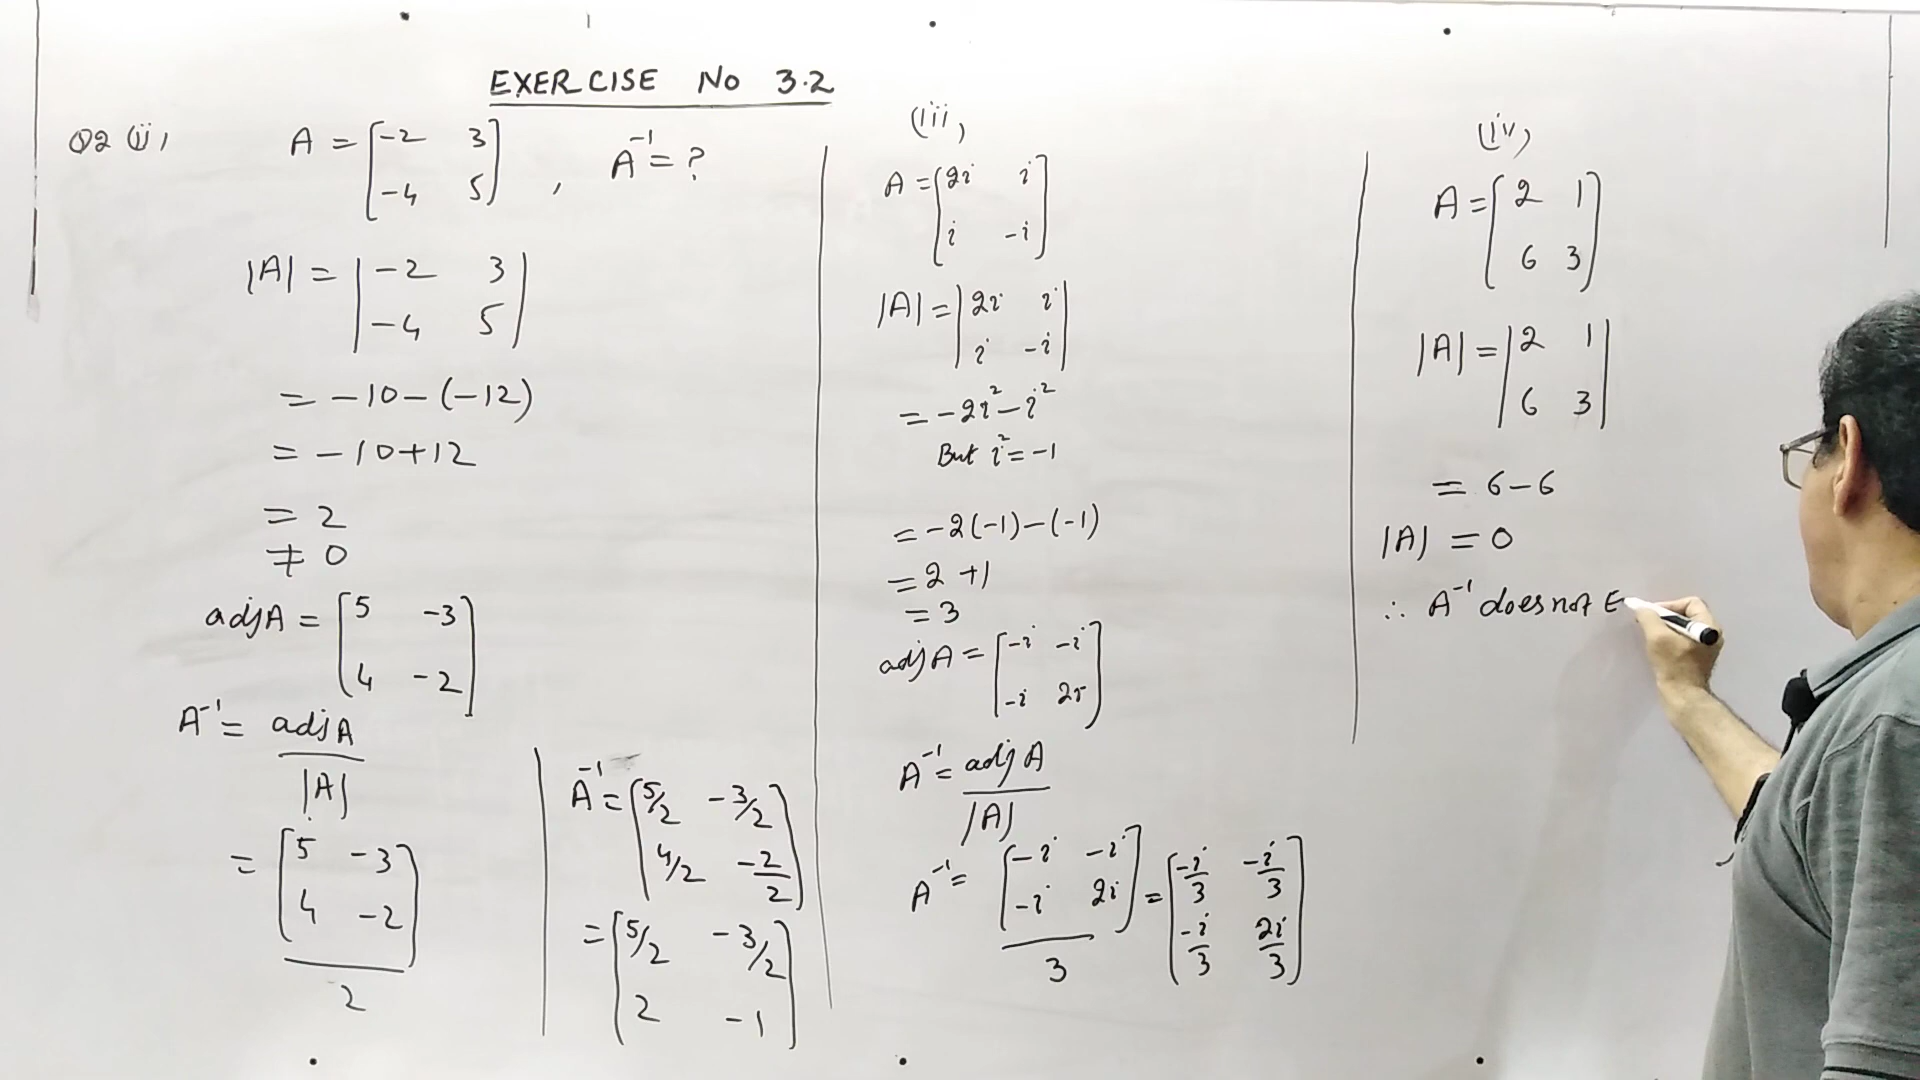 EXERCISE No 3.2
Q2 (ii) A = [-2 3
-4 5] , A⁻¹ = ?
|A| = |-2 3
-4 5|
= -10-(-12)
= -10+12
= 2
≠ 0
adj A = [5 -3
4 -2]
A⁻¹ = adj A
|A|
= [5 -3
4 -2]
2
A⁻¹ = [5/2 -3/2
4/2 -2/2]
= [5/2 -3/2
2 -1]
(iii)
A = [2i i
i -i]
|A| = |2i i
i -i|
= -2i² - i²
But i² = -1
= -2(-1)-(-1)
= 2 +1
= 3
adj A = [-i -i
-i 2i]
A⁻¹ = adj A
|A|
A⁻¹ = [-i -i
-i 2i]
3
= [-i/3 -i/3
-i/3 2i/3]
(iv)
A = [2 1
6 3]
|A| = |2 1
6 3|
= 6-6
|A| = 0
∴ A⁻¹ does not E